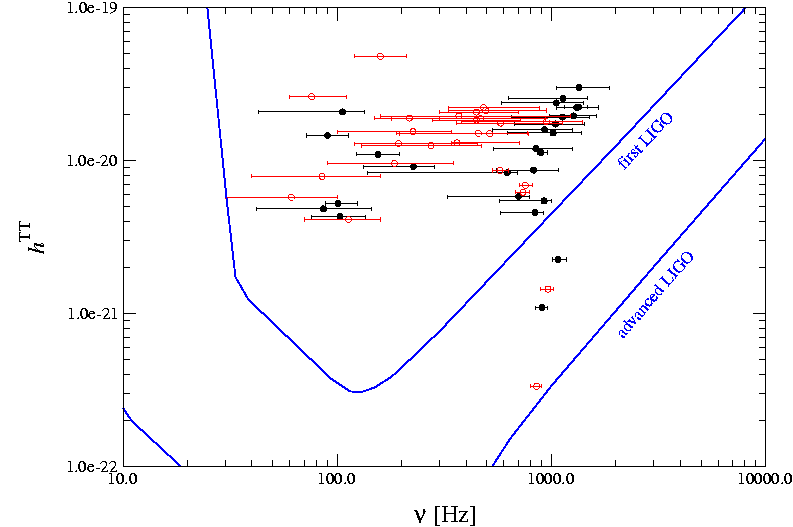 1.0e-19
1.0e-20
1.0e-21
1.0e-22
h^TT
first LIGO
advanced LIGO
10.0
100.0
1000.0
10000.0
ν [Hz]